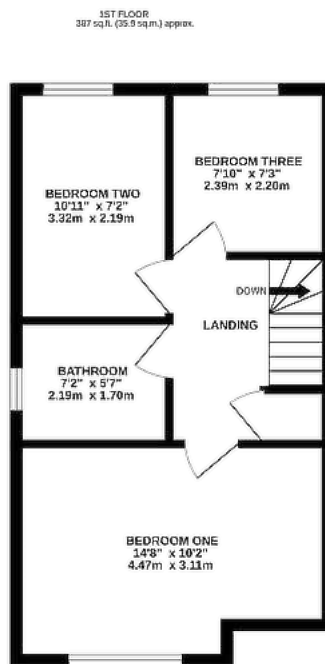 1ST FLOOR
387 sq.ft. (35.9 sq.m.) approx.
BEDROOM THREE
7'10" x 7'3"
2.39m x 2.20m
BEDROOM TWO
10'11" x 7'2"
3.32m x 2.19m
DOWN
LANDING
BATHROOM
7'2" x 5'7"
2.19m x 1.70m
BEDROOM ONE
14'8" x 10'2"
4.47m x 3.11m